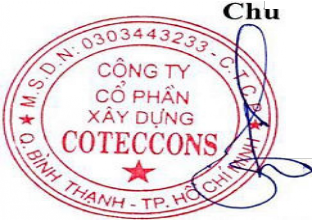 Chu
M.S.D.N: 0303443233 - C.T.C.P
CÔNG TY
CỔ PHẦN
XÂY DỰNG
COTECCONS
Q. BÌNH THẠNH - TP. HỒ CHÍ MINH